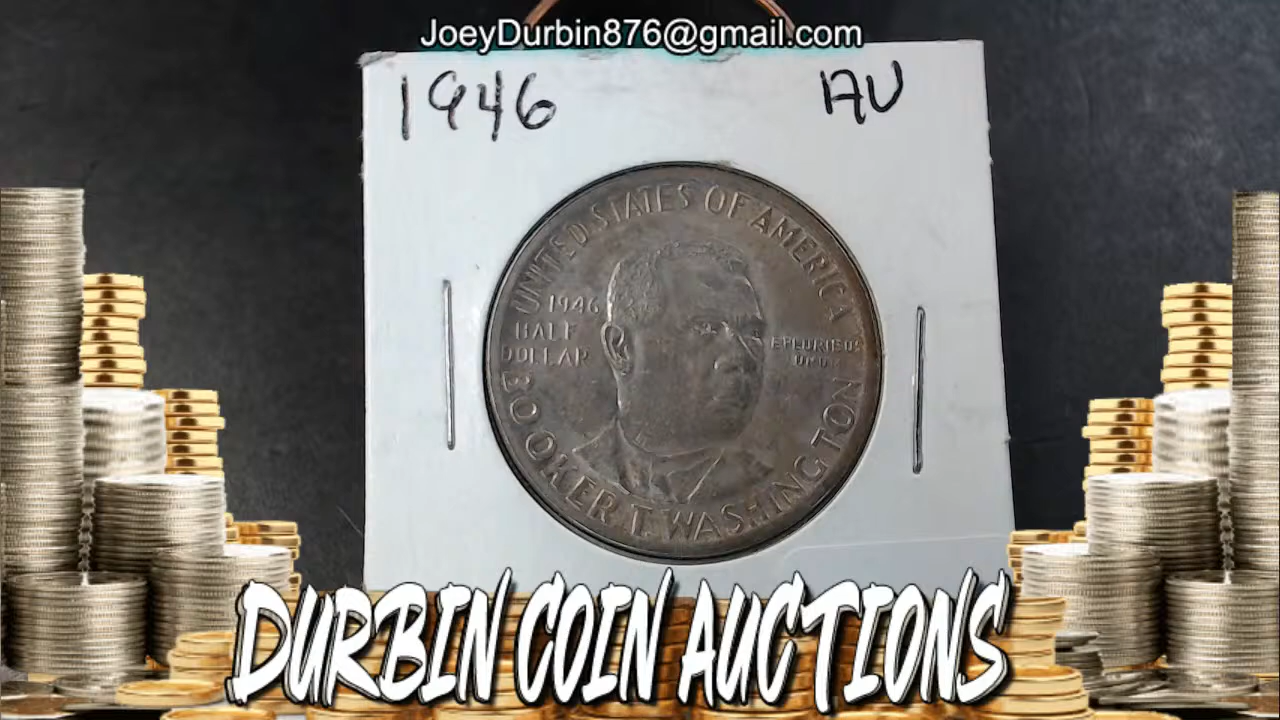 JoeyDurbin876@gmail.com
1946 AU
UNITED STATES OF AMERICA
1946
HALF
DOLLAR
E PLURIBUS
UNUM
BOOKER T. WASHINGTON
DURBIN COIN AUCTIONS